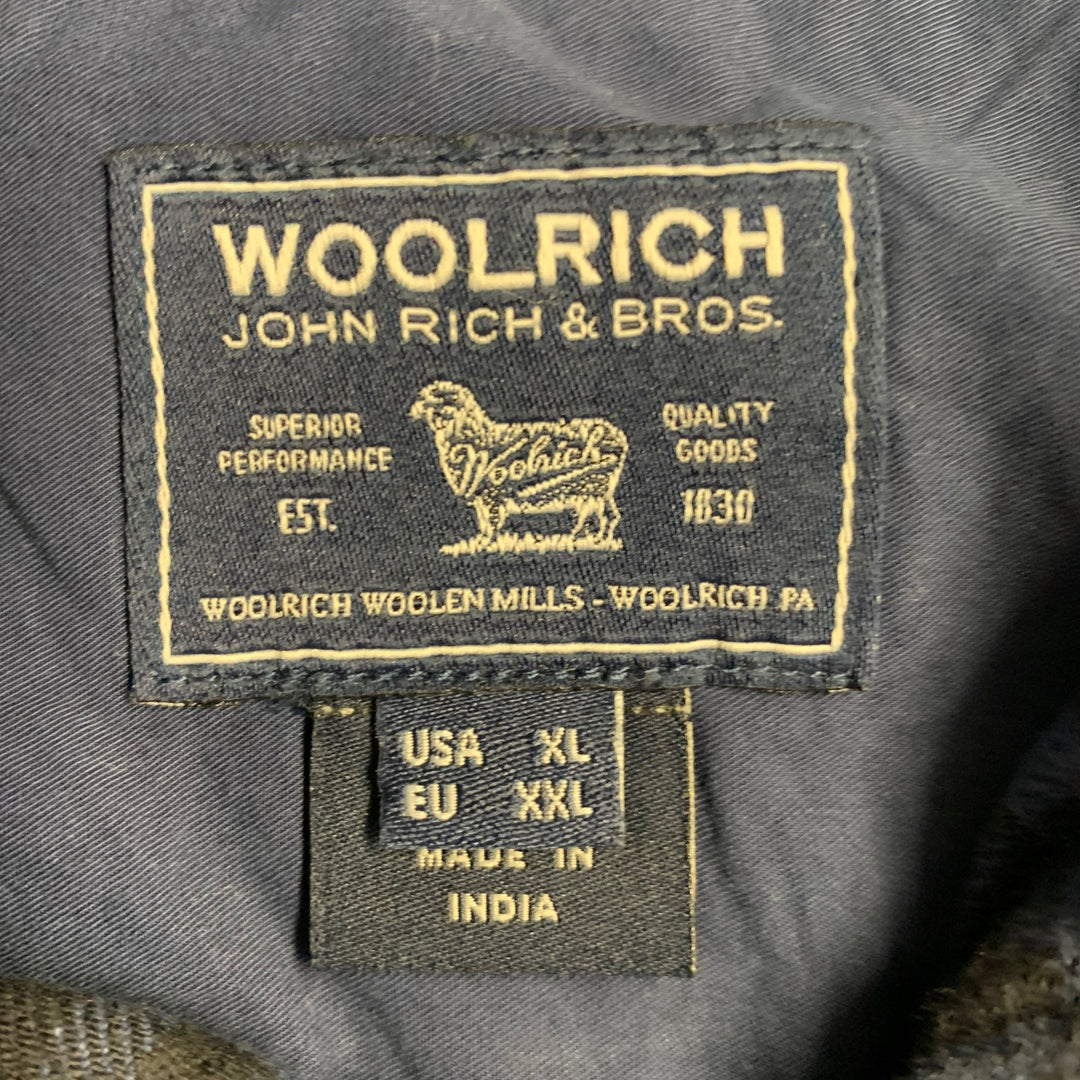 WOOLRICH
JOHN RICH & BROS.
SUPERIOR
PERFORMANCE
EST.
Woolrich
QUALITY
GOODS
1830
WOOLRICH WOOLEN MILLS - WOOLRICH PA
USA XL
EU XXL
MADE IN
INDIA